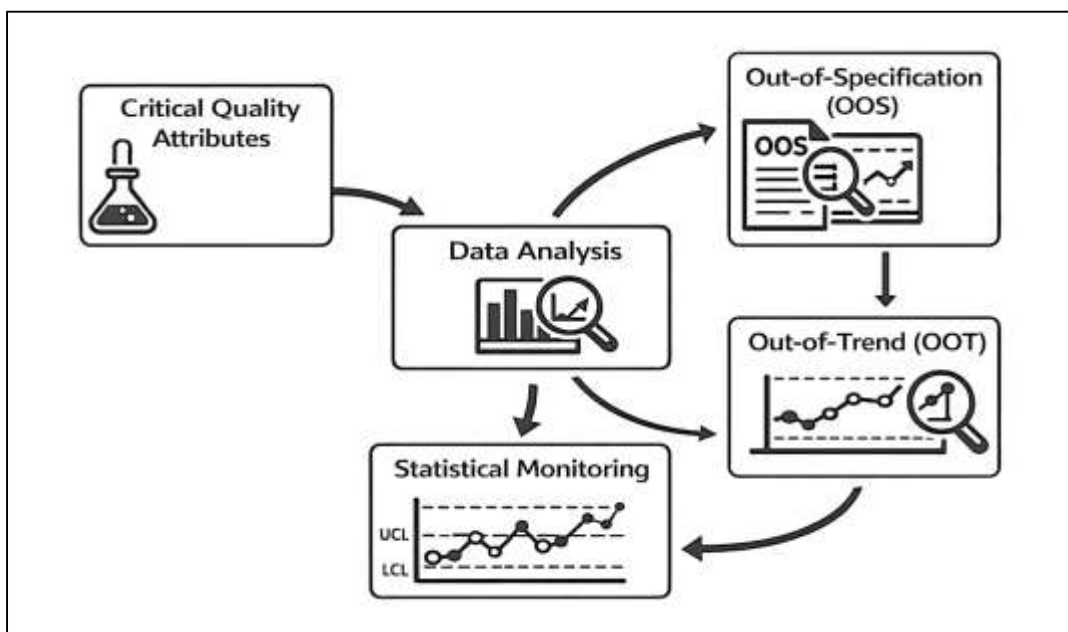 Critical Quality
Attributes
Out-of-Specification
(OOS)
OOS
Data Analysis
Out-of-Trend (OOT)
Statistical Monitoring
UCL
LCL